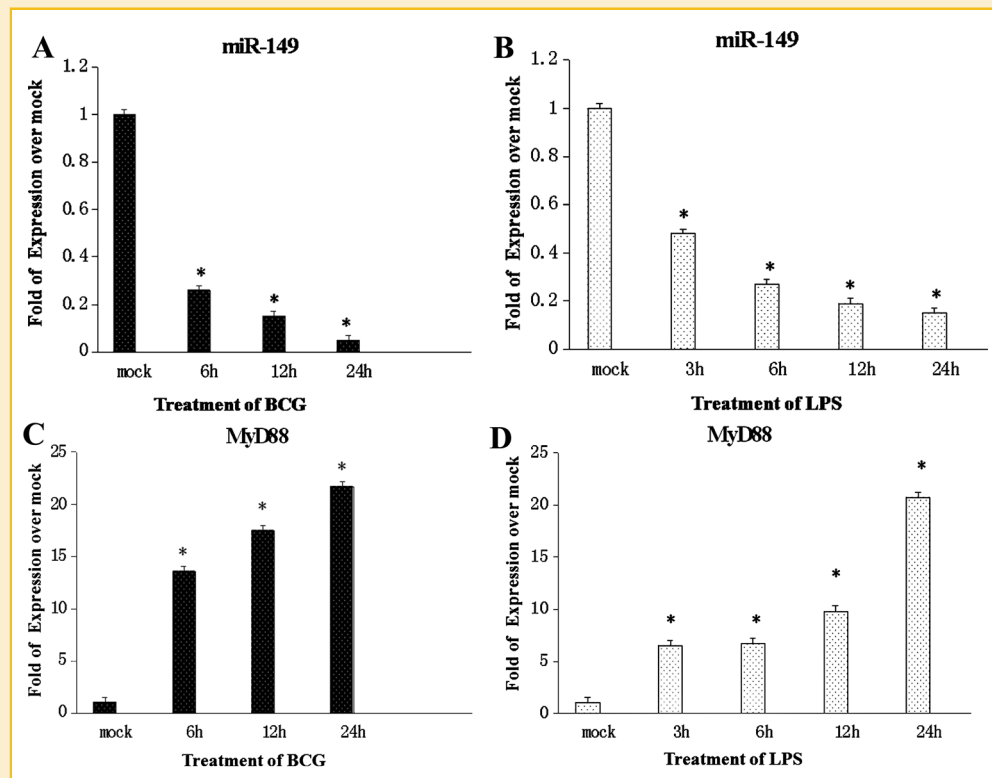 A
miR-149
Fold of Expression over mock
1.2
1
0.8
0.6
0.4
0.2
0
*
*
*
mock 6h 12h 24h
Treatment of BCG
B
miR-149
Fold of Expression over mock
1.2
1
0.8
0.6
0.4
0.2
0
*
*
*
*
mock 3h 6h 12h 24h
Treatment of LPS
C
MyD88
Fold of Expression over mock
25
20
15
10
5
0
*
*
*
mock 6h 12h 24h
Treatment of BCG
D
MyD88
Fold of Expression over mock
25
20
15
10
5
0
*
*
*
*
mock 3h 6h 12h 24h
Treatment of LPS